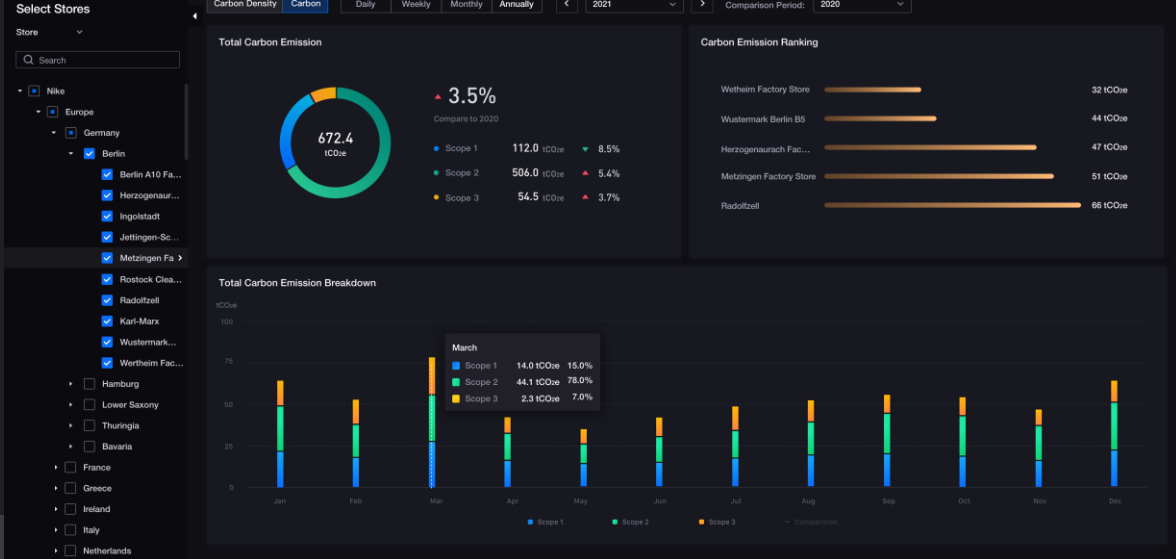 Select Stores
Carbon Density Carbon Daily Weekly Monthly Annually < 2021 > Comparison Period: 2020
Store
Search
Nike
Europe
Germany
Berlin
Berlin A10 Fa...
Herzogenaur...
Ingolstadt
Jettingen-Sc...
Metzingen Fa >
Rostock Clea...
Radolfzell
Karl-Marx
Wustermark...
Wertheim Fac...
Hamburg
Lower Saxony
Thuringia
Bavaria
France
Greece
Ireland
Italy
Netherlands
Total Carbon Emission
672.4
tCO₂e
3.5%
Compare to 2020
Scope 1 112.0 tCO₂e 8.5%
Scope 2 506.0 tCO₂e 5.4%
Scope 3 54.5 tCO₂e 3.7%
Carbon Emission Ranking
Wetheim Factory Store 32 tCO₂e
Wustermark Berlin B5 44 tCO₂e
Herzogenaurach Fac... 47 tCO₂e
Metzingen Factory Store 51 tCO₂e
Radolfzell 66 tCO₂e
Total Carbon Emission Breakdown
tCO₂e
100
75
50
25
0
March
Scope 1 14.0 tCO₂e 15.0%
Scope 2 44.1 tCO₂e 78.0%
Scope 3 2.3 tCO₂e 7.0%
Jan Feb Mar Apr May Jun Jul Aug Sep Oct Nov Dec
Scope 1 Scope 2 Scope 3 Comparision